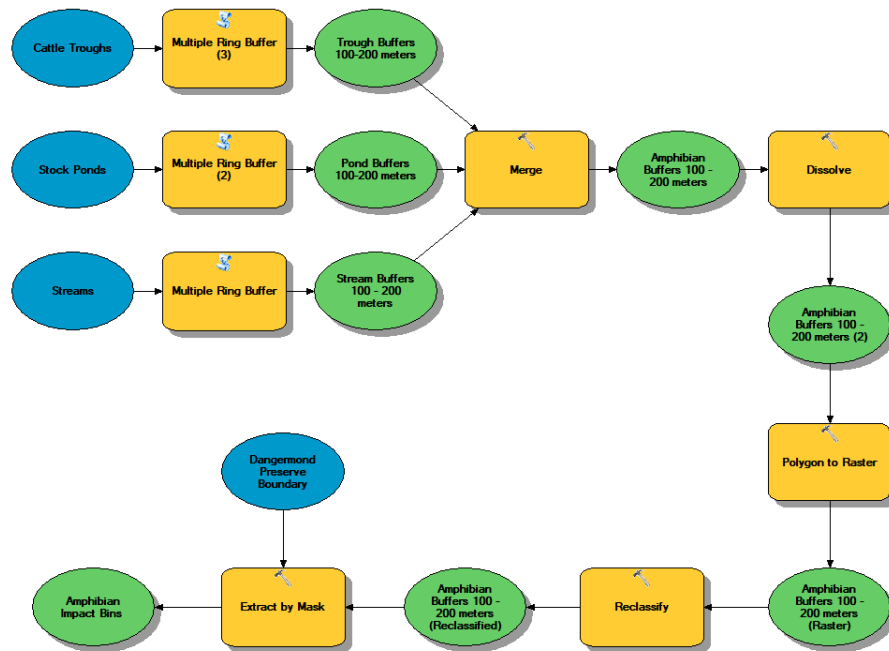 Cattle Troughs
Multiple Ring Buffer
(3)
Trough Buffers
100-200 meters
Stock Ponds
Multiple Ring Buffer
(2)
Pond Buffers
100-200 meters
Merge
Amphibian
Buffers 100 -
200 meters
Dissolve
Streams
Multiple Ring Buffer
Stream Buffers
100 - 200
meters
Amphibian
Buffers 100 -
200 meters (2)
Polygon to Raster
Dangermond
Preserve
Boundary
Amphibian
Impact Bins
Extract by Mask
Amphibian
Buffers 100 -
200 meters
(Reclassified)
Reclassify
Amphibian
Buffers 100 -
200 meters
(Raster)